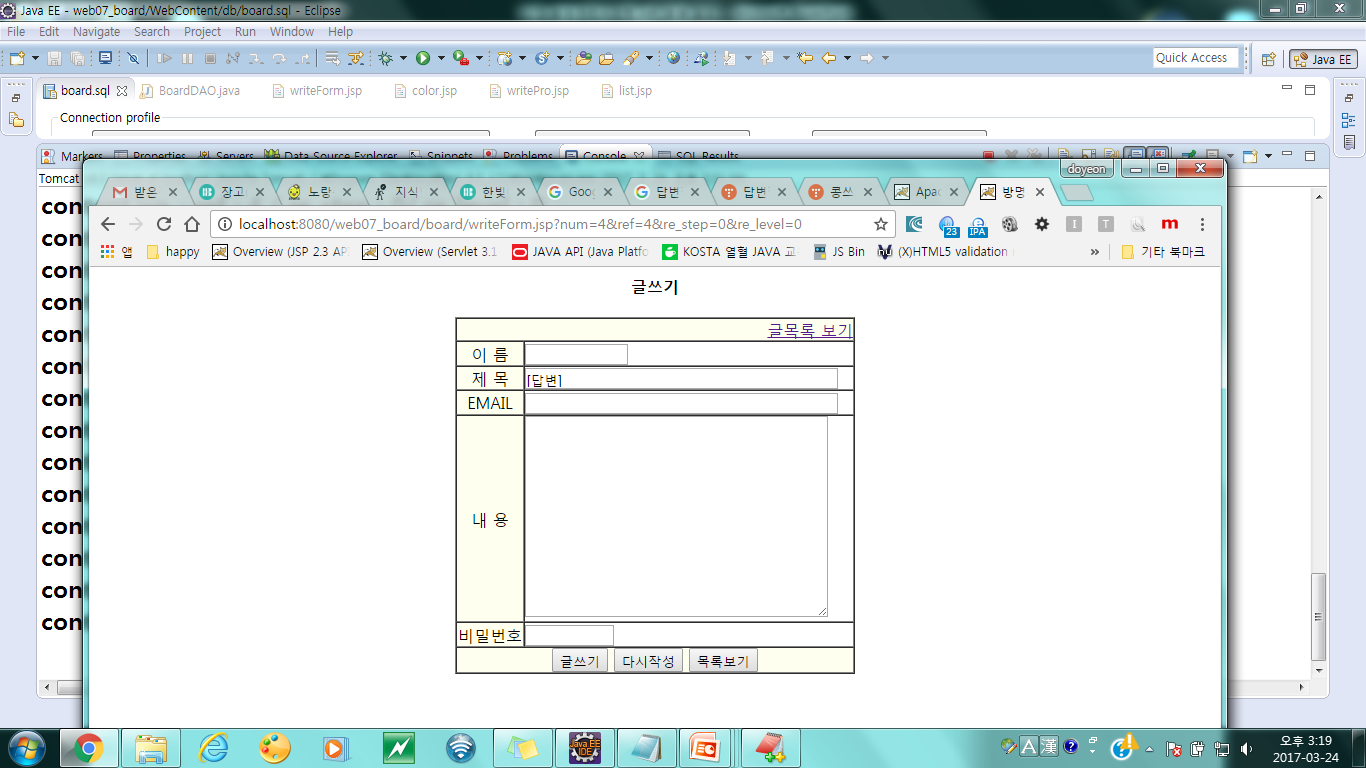 Java EE - web07_board/WebContent/db/board.sql - Eclipse
File Edit Navigate Search Project Run Window Help
Quick Access
Java EE
board.sql BoardDAO.java writeForm.jsp color.jsp writePro.jsp list.jsp
Connection profile
Markers Properties Servers Data Source Explorer Snippets Problems Console SQL Results
Tomcat
doyeon
받은 장고 노랑 지식 한빛 Goo 답변 답변 콩쓰 Apac 방명
localhost:8080/web07_board/board/writeForm.jsp?num=4&ref=4&re_step=0&re_level=0
23 IPA I T m
앱 happy Overview (JSP 2.3 AP Overview (Servlet 3.1 JAVA API (Java Platfo KOSTA 열혈 JAVA 교 JS Bin (X)HTML5 validation » 기타 북마크
con
con
con
con
con
con
con
con
con
con
con
con
con
con
글쓰기
글목록 보기
이 름
제 목 [답변]
EMAIL
내 용
비밀번호
글쓰기 다시작성 목록보기
Java EE
IDE
A 漢
오후 3:19
2017-03-24